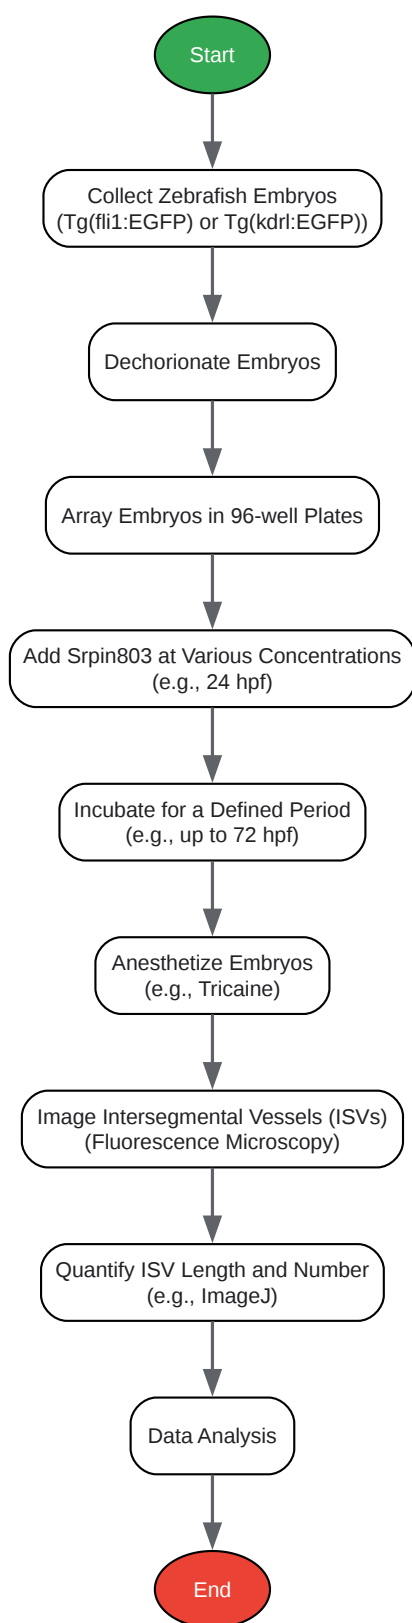 Start
Collect Zebrafish Embryos
(Tg(fli1:EGFP) or Tg(kdrl:EGFP))
Dechorionate Embryos
Array Embryos in 96-well Plates
Add Srpin803 at Various Concentrations
(e.g., 24 hpf)
Incubate for a Defined Period
(e.g., up to 72 hpf)
Anesthetize Embryos
(e.g., Tricaine)
Image Intersegmental Vessels (ISVs)
(Fluorescence Microscopy)
Quantify ISV Length and Number
(e.g., ImageJ)
Data Analysis
End